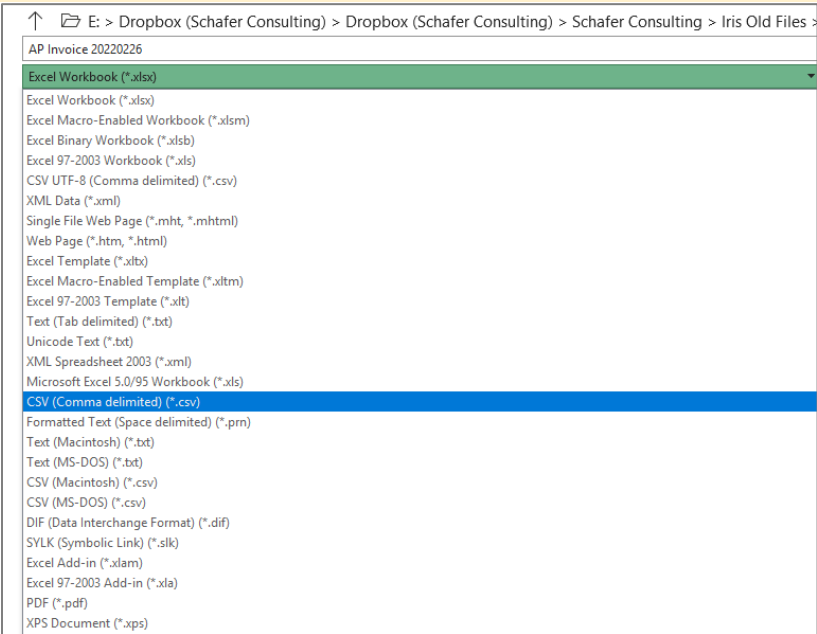 E: > Dropbox (Schafer Consulting) > Dropbox (Schafer Consulting) > Schafer Consulting > Iris Old Files >
AP Invoice 20220226
Excel Workbook (*.xlsx)
Excel Workbook (*.xlsx)
Excel Macro-Enabled Workbook (*.xlsm)
Excel Binary Workbook (*.xlsb)
Excel 97-2003 Workbook (*.xls)
CSV UTF-8 (Comma delimited) (*.csv)
XML Data (*.xml)
Single File Web Page (*.mht, *.mhtml)
Web Page (*.htm, *.html)
Excel Template (*.xltx)
Excel Macro-Enabled Template (*.xltm)
Excel 97-2003 Template (*.xlt)
Text (Tab delimited) (*.txt)
Unicode Text (*.txt)
XML Spreadsheet 2003 (*.xml)
Microsoft Excel 5.0/95 Workbook (*.xls)
CSV (Comma delimited) (*.csv)
Formatted Text (Space delimited) (*.prn)
Text (Macintosh) (*.txt)
Text (MS-DOS) (*.txt)
CSV (Macintosh) (*.csv)
CSV (MS-DOS) (*.csv)
DIF (Data Interchange Format) (*.dif)
SYLK (Symbolic Link) (*.slk)
Excel Add-in (*.xlam)
Excel 97-2003 Add-in (*.xla)
PDF (*.pdf)
XPS Document (*.xps)